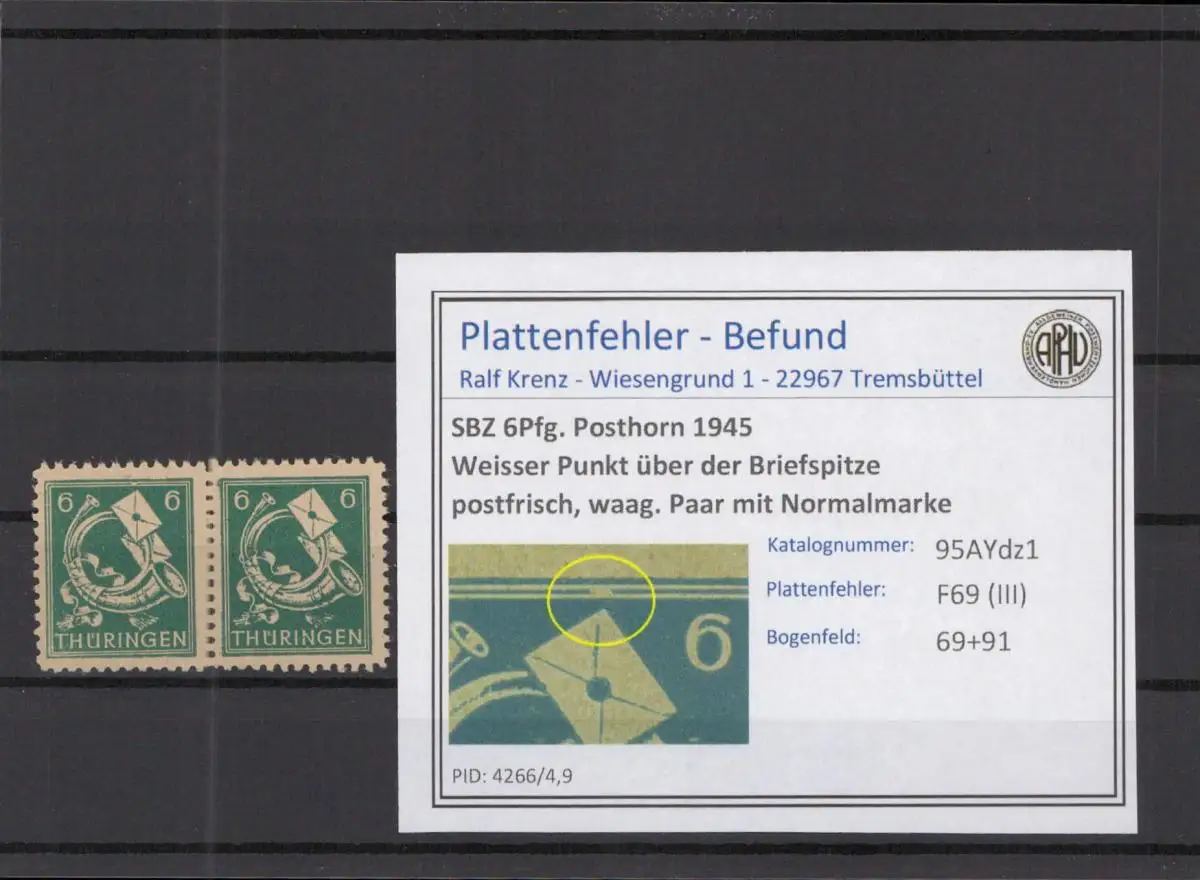 6 6
THÜRINGEN
6 6
THÜRINGEN
Plattenfehler - Befund
Ralf Krenz - Wiesengrund 1 - 22967 Tremsbüttel
APHV
SBZ 6Pfg. Posthorn 1945
Weisser Punkt über der Briefspitze
postfrisch, waag. Paar mit Normalmarke
6
Katalognummer: 95AYdz1
Plattenfehler: F69 (III)
Bogenfeld: 69+91
PID: 4266/4,9